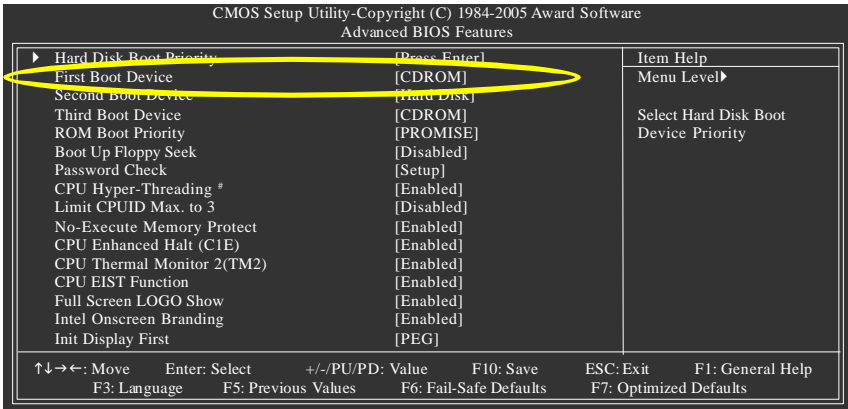 CMOS Setup Utility-Copyright (C) 1984-2005 Award Software
Advanced BIOS Features
Hard Disk Boot Priority [Press Enter] Item Help
First Boot Device [CDROM] Menu Level
Second Boot Device [Hard Disk]
Third Boot Device [CDROM] Select Hard Disk Boot
ROM Boot Priority [PROMISE] Device Priority
Boot Up Floppy Seek [Disabled]
Password Check [Setup]
CPU Hyper-Threading # [Enabled]
Limit CPUID Max. to 3 [Disabled]
No-Execute Memory Protect [Enabled]
CPU Enhanced Halt (C1E) [Enabled]
CPU Thermal Monitor 2(TM2) [Enabled]
CPU EIST Function [Enabled]
Full Screen LOGO Show [Enabled]
Intel Onscreen Branding [Enabled]
Init Display First [PEG]
↑↓→←: Move Enter: Select +/-/PU/PD: Value F10: Save ESC: Exit F1: General Help
F3: Language F5: Previous Values F6: Fail-Safe Defaults F7: Optimized Defaults